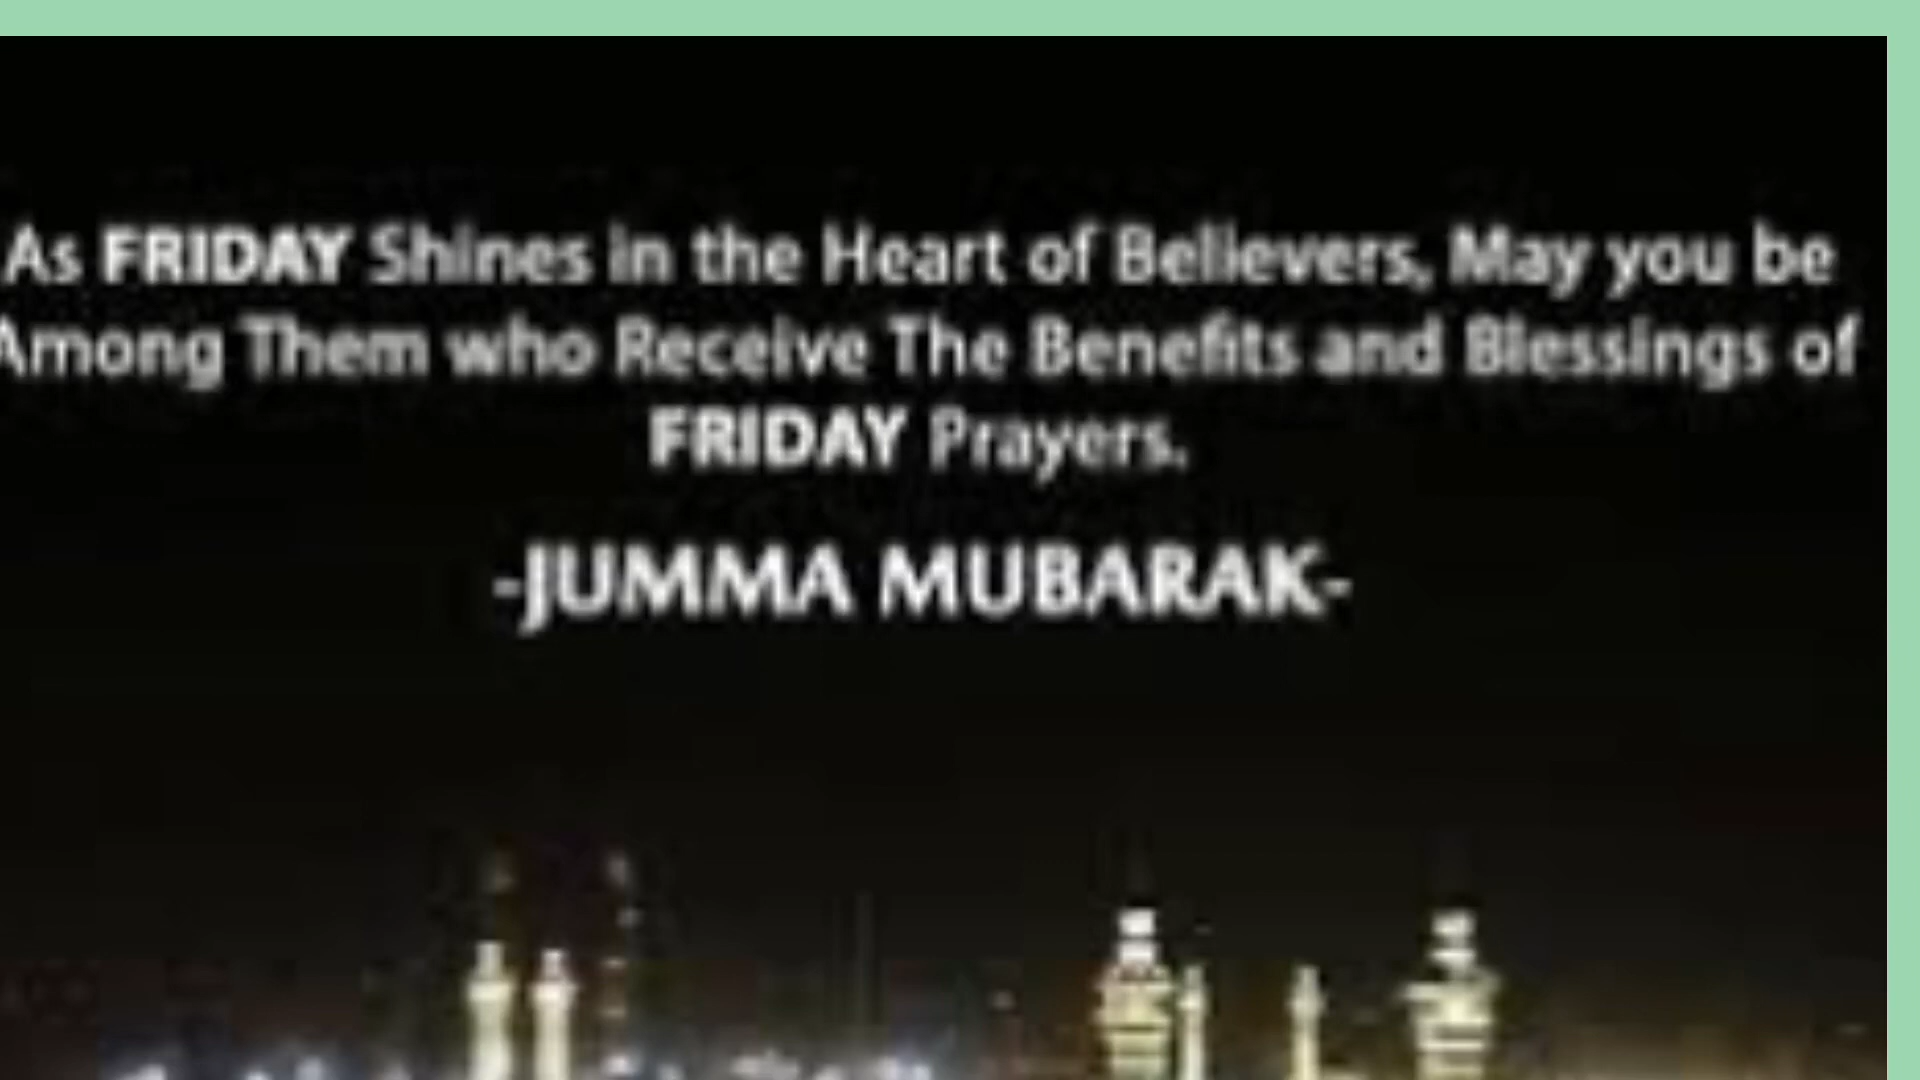 As FRIDAY Shines in the Heart of Believers, May you be
Among Them who Receive The Benefits and Blessings of
FRIDAY Prayers.
-JUMMA MUBARAK-